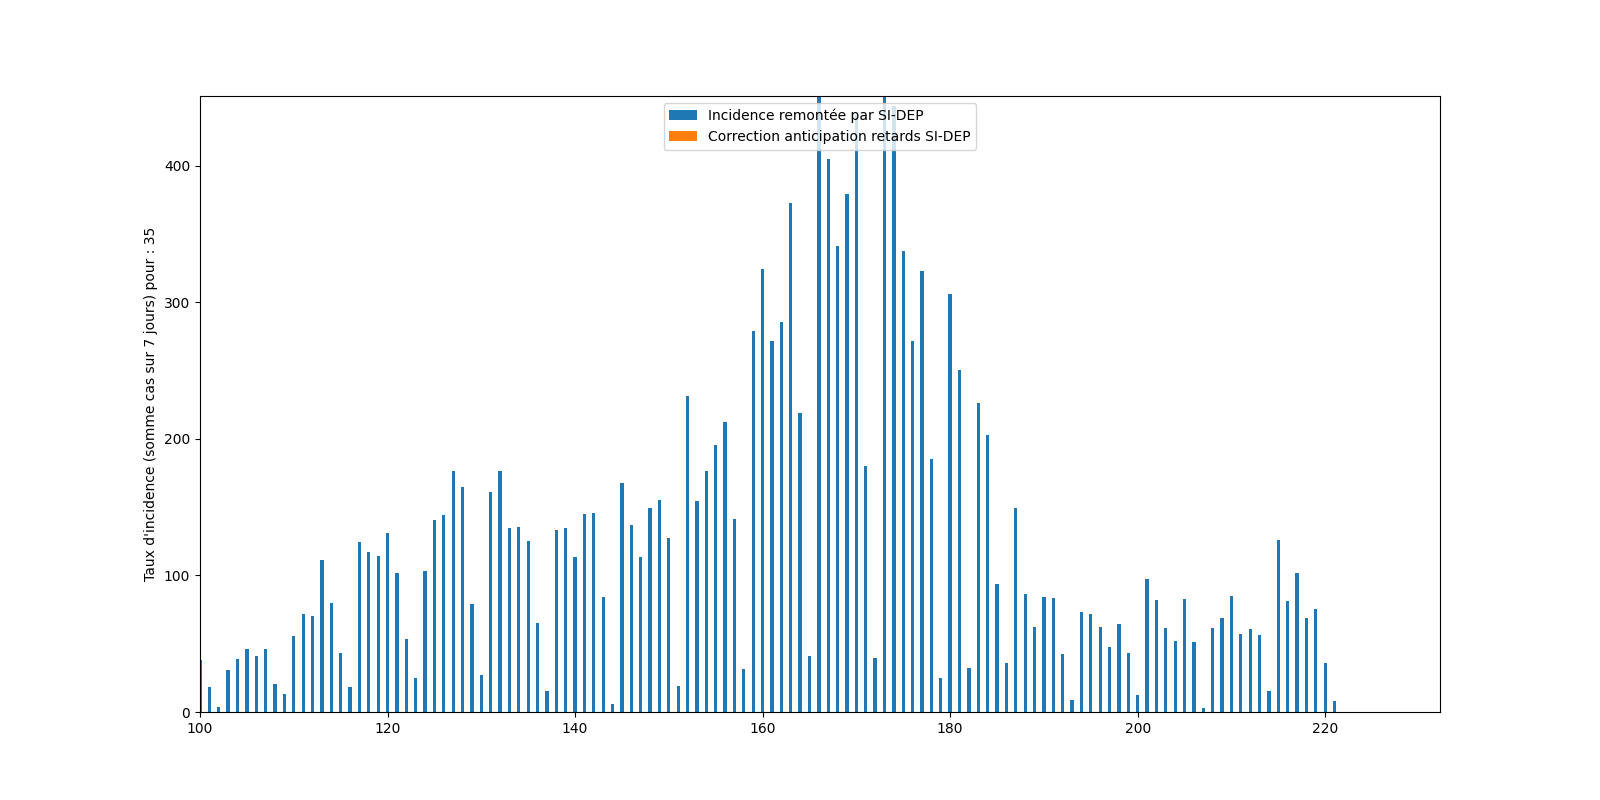 Incidence remontée par SI-DEP
Correction anticipation retards SI-DEP
Taux d'incidence (somme cas sur 7 jours) pour : 35
400
300
200
100
0
100 120 140 160 180 200 220